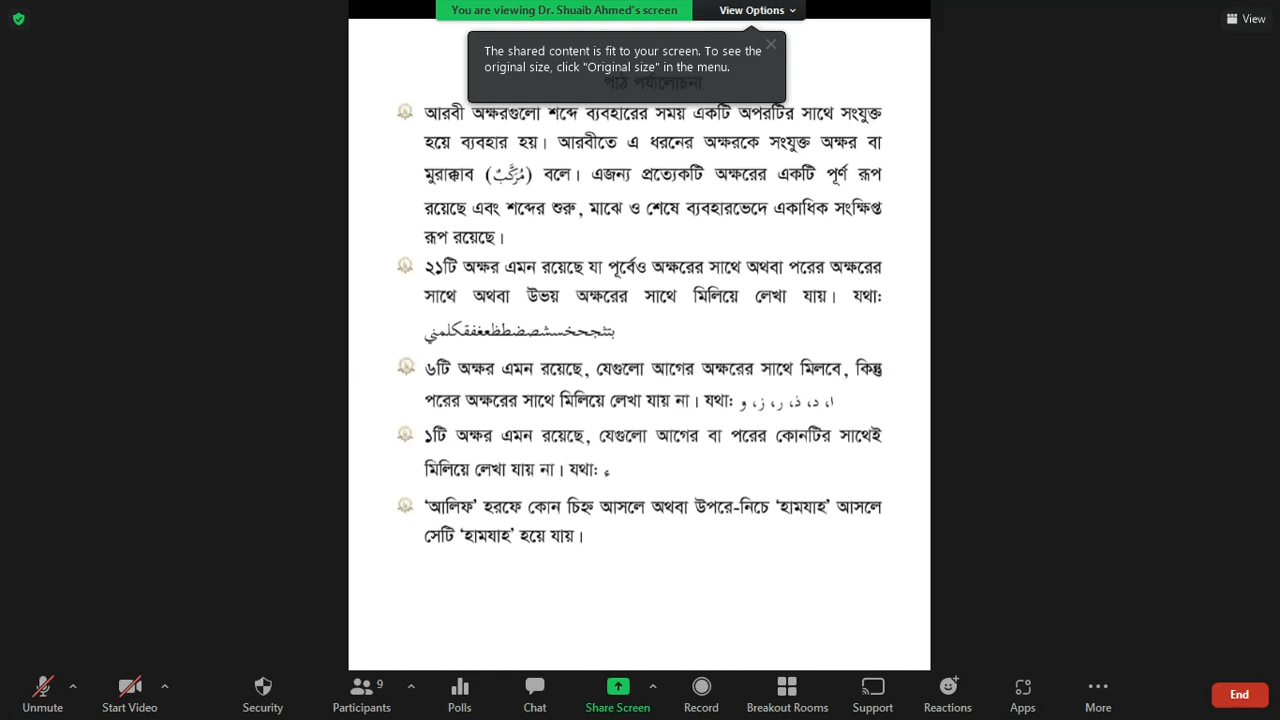 You are viewing Dr. Shuaib Ahmed's screen
View Options
View
The shared content is fit to your screen. To see the
original size, click "Original size" in the menu.
পাঠ পর্যালোচনা
আরবী অক্ষরগুলো শব্দে ব্যবহারের সময় একটি অপরটির সাথে সংযুক্ত
হয়ে ব্যবহার হয়। আরবীতে এ ধরনের অক্ষরকে সংযুক্ত অক্ষর বা
মুরাক্কাব (مُرَكَّبٌ) বলে। এজন্য প্রত্যেকটি অক্ষরের একটি পূর্ণ রূপ
রয়েছে এবং শব্দের শুরু, মাঝে ও শেষে ব্যবহারভেদে একাধিক সংক্ষিপ্ত
রূপ রয়েছে।
২১টি অক্ষর এমন রয়েছে যা পূর্বেও অক্ষরের সাথে অথবা পরের অক্ষরের
সাথে অথবা উভয় অক্ষরের সাথে মিলিয়ে লেখা যায়। যথা:
بتثجحخسشصضطظعغفقكلمني
৬টি অক্ষর এমন রয়েছে, যেগুলো আগের অক্ষরের সাথে মিলবে, কিন্তু
পরের অক্ষরের সাথে মিলিয়ে লেখা যায় না। যথা: ا، د، ذ، ر، ز، و
১টি অক্ষর এমন রয়েছে, যেগুলো আগের বা পরের কোনটির সাথেই
মিলিয়ে লেখা যায় না। যথা: ء
‘আলিফ’ হরফে কোন চিহ্ন আসলে অথবা উপরে-নিচে ‘হামযাহ’ আসলে
সেটি ‘হামযাহ’ হয়ে যায়।
Unmute
Start Video
Security
9
Participants
Polls
Chat
Share Screen
Record
Breakout Rooms
Support
Reactions
Apps
More
End